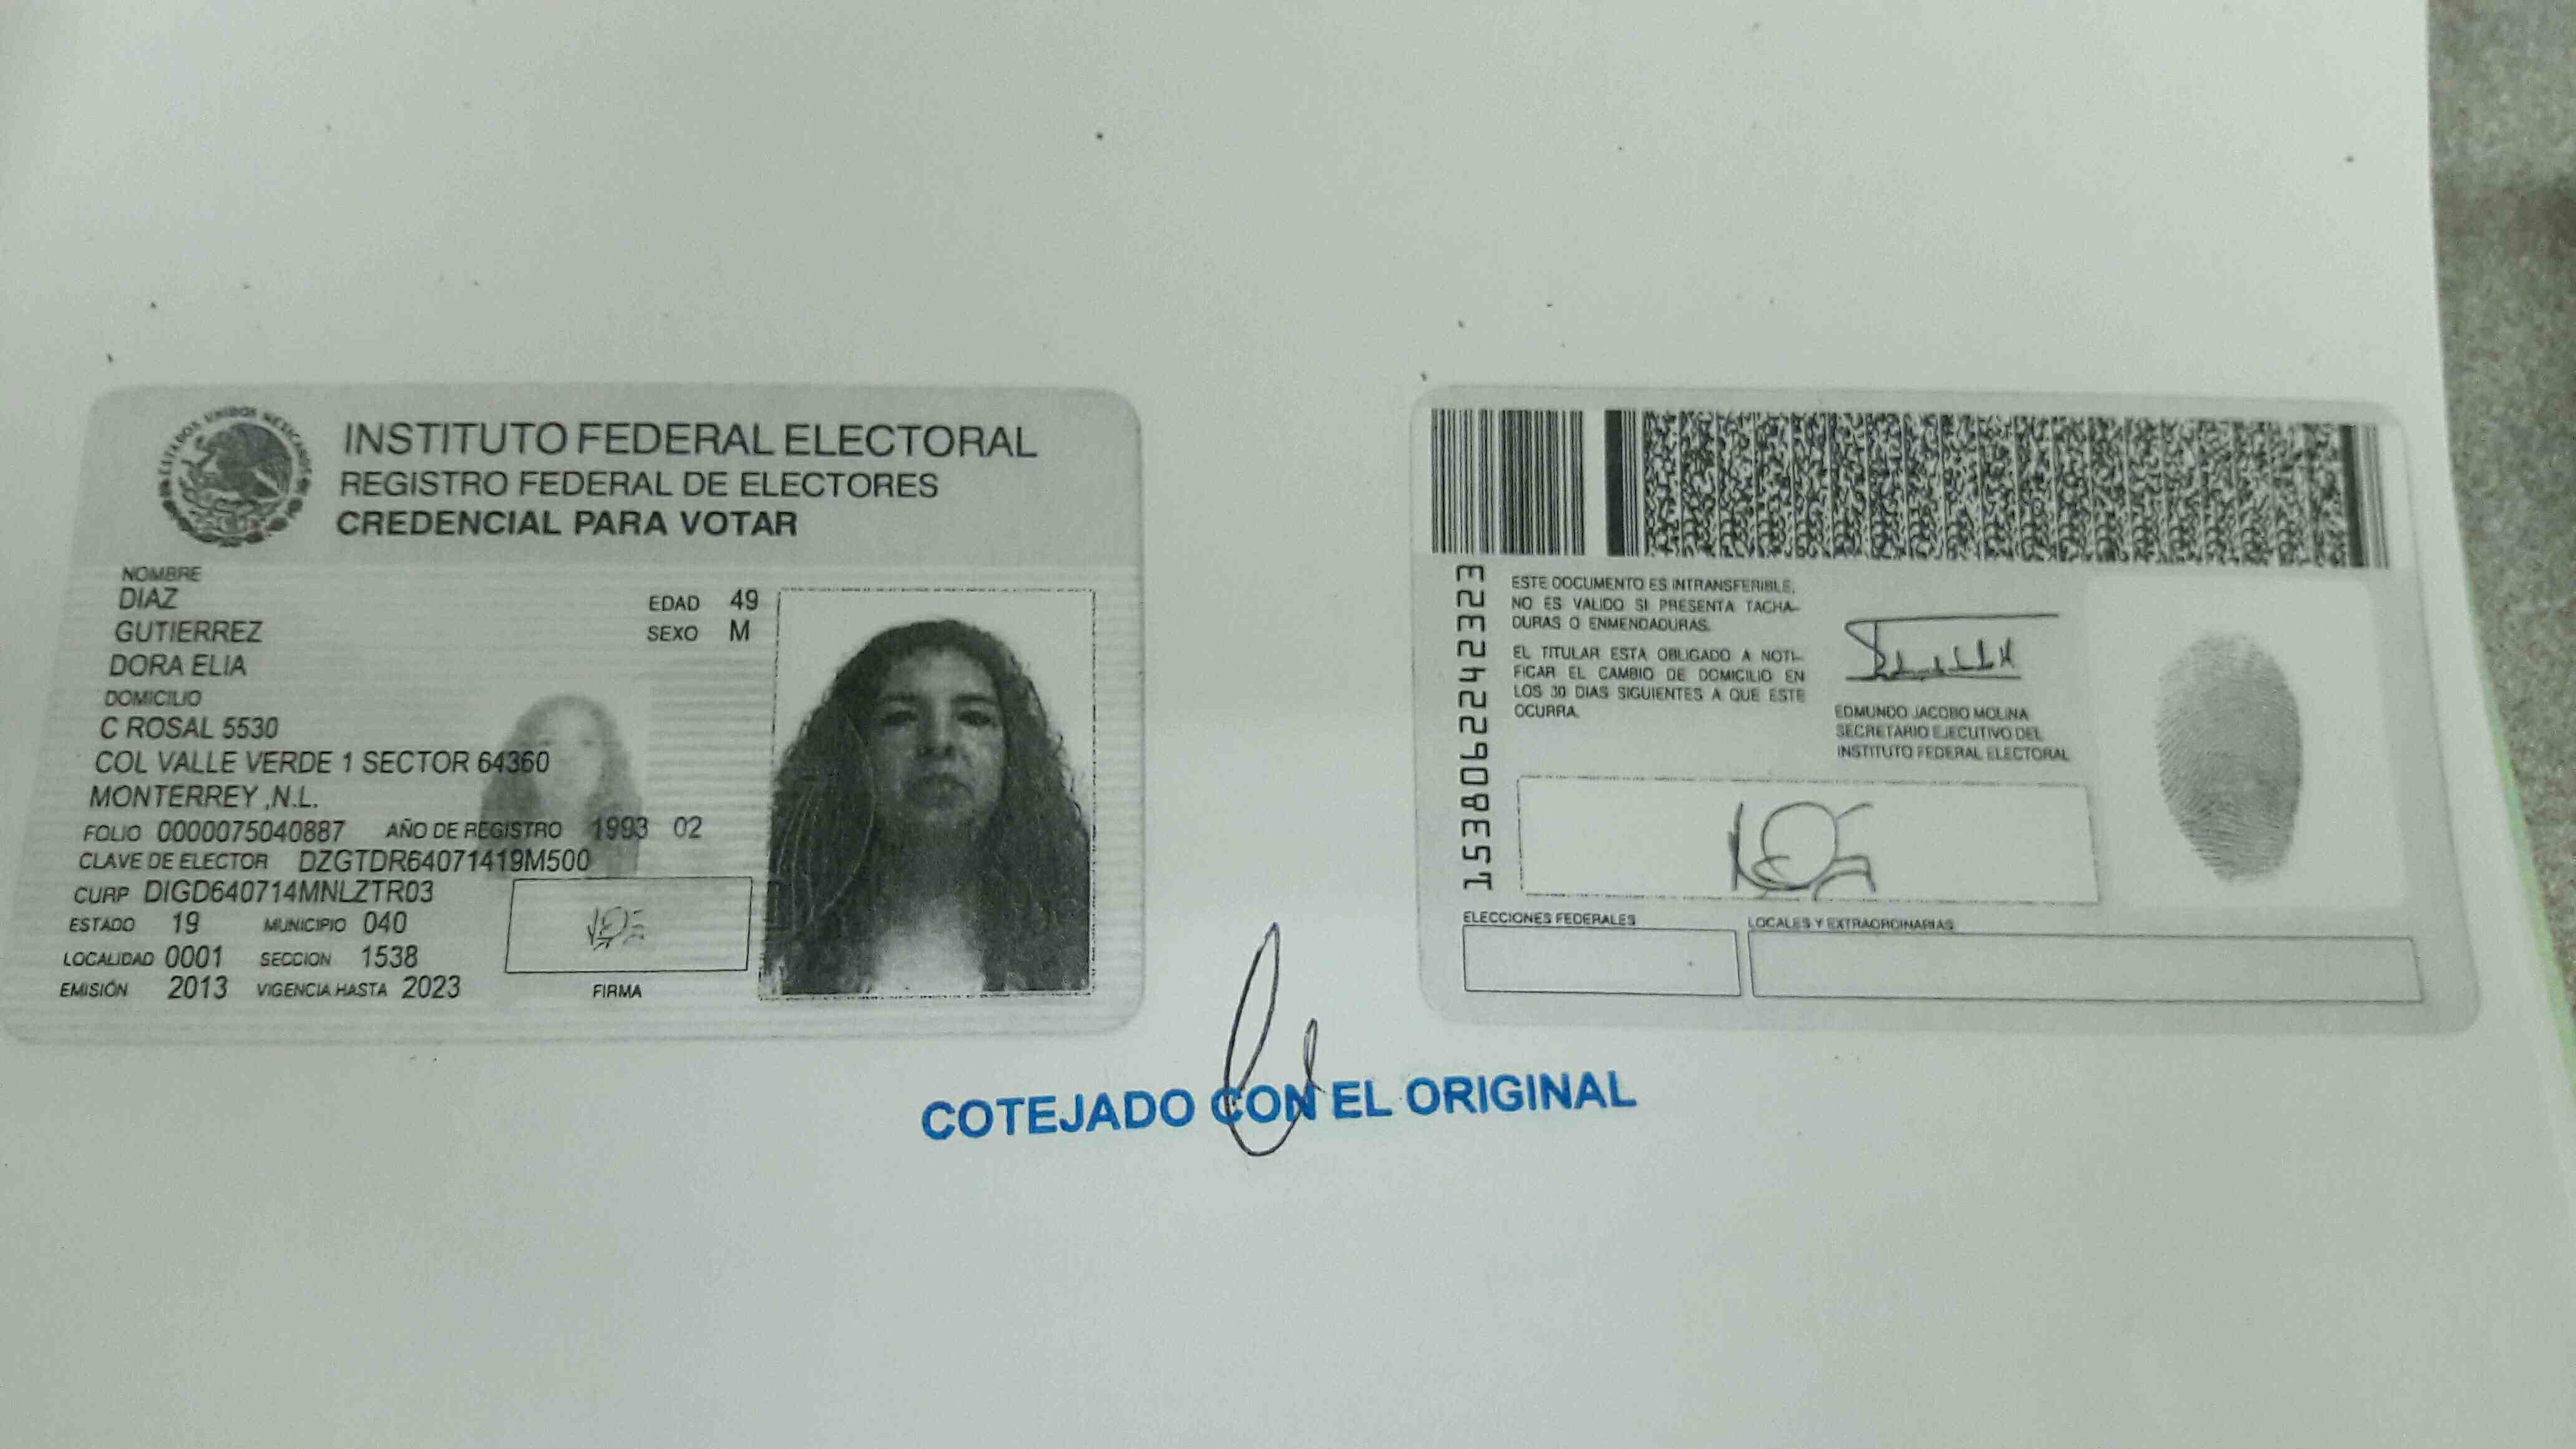 ESTADOS UNIDOS MEXICANOS
INSTITUTO FEDERAL ELECTORAL
REGISTRO FEDERAL DE ELECTORES
CREDENCIAL PARA VOTAR
NOMBRE
DIAZ
GUTIERREZ
DORA ELIA
EDAD 49
SEXO M
DOMICILIO
C ROSAL 5530
COL VALLE VERDE 1 SECTOR 64360
MONTERREY ,N.L.
FOLIO 0000075040887 AÑO DE REGISTRO 1993 02
CLAVE DE ELECTOR DZGTDR64071419M500
CURP DIGD640714MNLZTR03
ESTADO 19 MUNICIPIO 040
LOCALIDAD 0001 SECCION 1538
EMISIÓN 2013 VIGENCIA HASTA 2023
FIRMA
1538062242323
ESTE DOCUMENTO ES INTRANSFERIBLE,
NO ES VALIDO SI PRESENTA TACHA-
DURAS O ENMENDADURAS.
EL TITULAR ESTA OBLIGADO A NOTI-
FICAR EL CAMBIO DE DOMICILIO EN
LOS 30 DIAS SIGUIENTES A QUE ESTE
OCURRA.
EDMUNDO JACOBO MOLINA
SECRETARIO EJECUTIVO DEL
INSTITUTO FEDERAL ELECTORAL
ELECCIONES FEDERALES
LOCALES Y EXTRAORDINARIAS
COTEJADO CON EL ORIGINAL